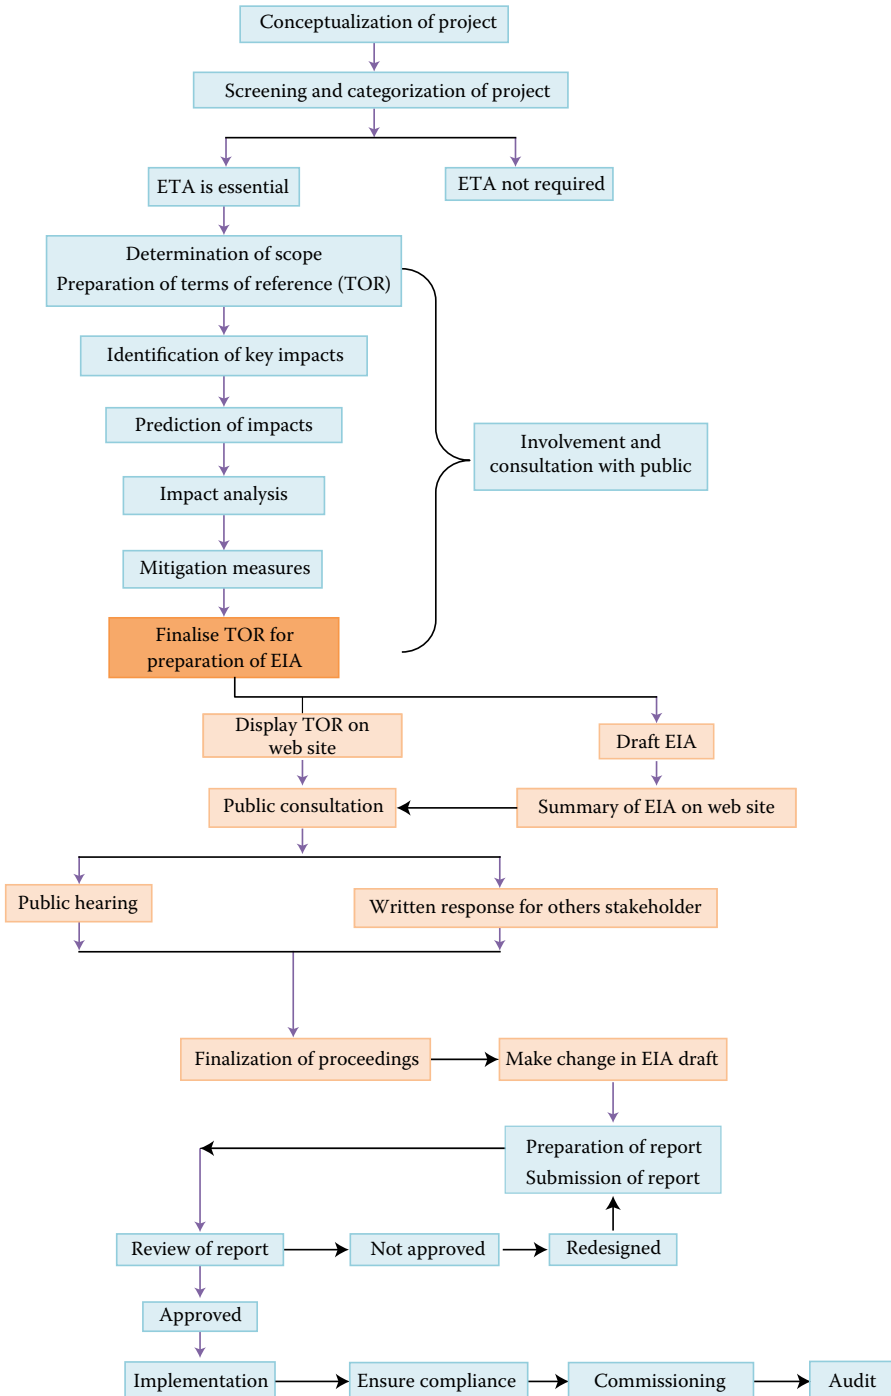 Conceptualization of project
Screening and categorization of project
ETA is essential
ETA not required
Determination of scope
Preparation of terms of reference (TOR)
Identification of key impacts
Prediction of impacts
Involvement and
consultation with public
Impact analysis
Mitigation measures
Finalise TOR for
preparation of EIA
Display TOR on
web site
Draft EIA
Public consultation
Summary of EIA on web site
Public hearing
Written response for others stakeholder
Finalization of proceedings
Make change in EIA draft
Preparation of report
Submission of report
Review of report
Not approved
Redesigned
Approved
Implementation
Ensure compliance
Commissioning
Audit